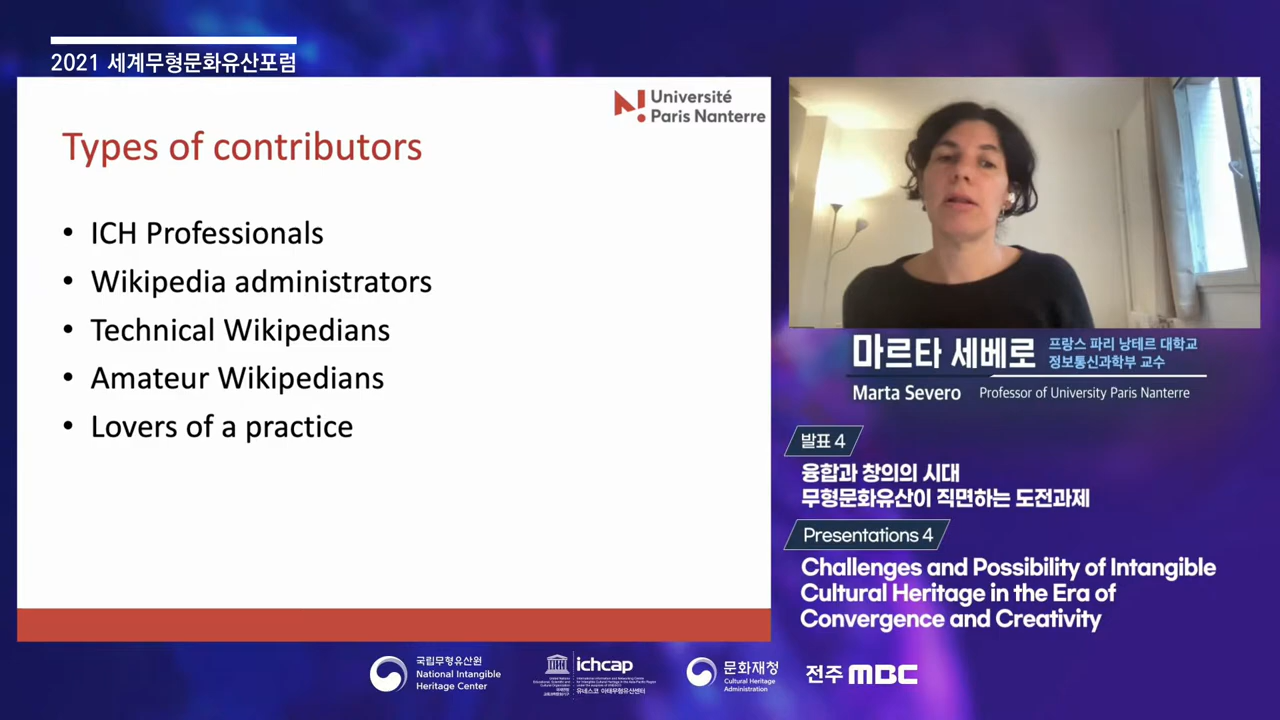 2021 세계무형문화유산포럼
Université
Paris Nanterre
Types of contributors
• ICH Professionals
• Wikipedia administrators
• Technical Wikipedians
• Amateur Wikipedians
• Lovers of a practice
마르타 세베로
프랑스 파리 낭테르 대학교
정보통신과학부 교수
Marta Severo Professor of University Paris Nanterre
발표 4
융합과 창의의 시대
무형문화유산이 직면하는 도전과제
Presentations 4
Challenges and Possibility of Intangible
Cultural Heritage in the Era of
Convergence and Creativity
국립무형유산원
National Intangible
Heritage Center
ichcap
유네스코 아태무형유산센터
문화재청
Cultural Heritage
Administration
전주 MBC